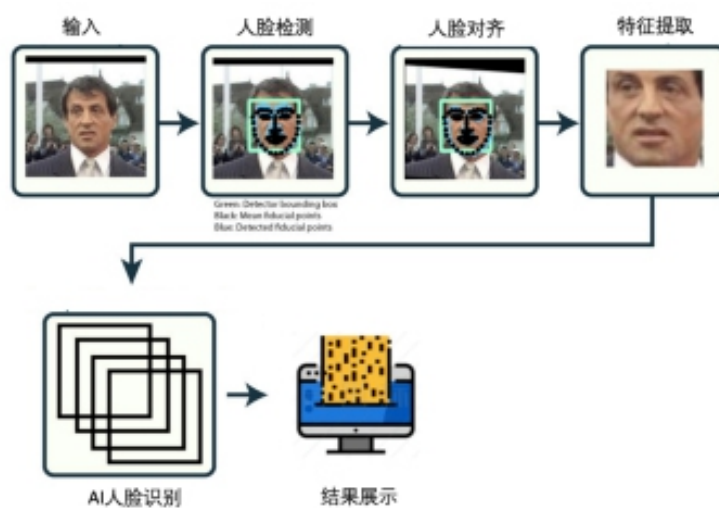 输入
人脸检测
人脸对齐
特征提取
Green: Detector bounding box
Black: Mean fiducial points
Blue: Detected fiducial points
AI人脸识别
结果展示